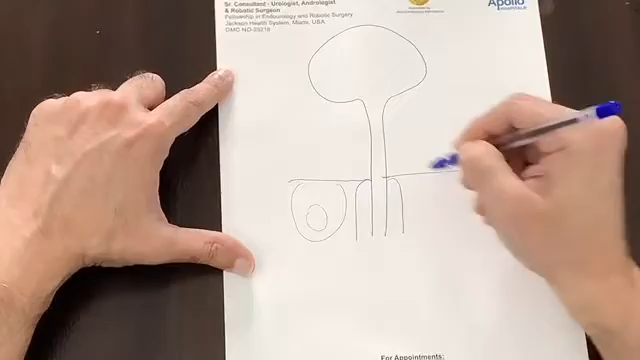 Sr. Consultant - Urologist, Andrologist
& Robotic Surgeon
Fellowship in Endourology and Robotic Surgery
Jackson Health System, Miami, USA
DMC NO-29218
Apollo
For Appointments: